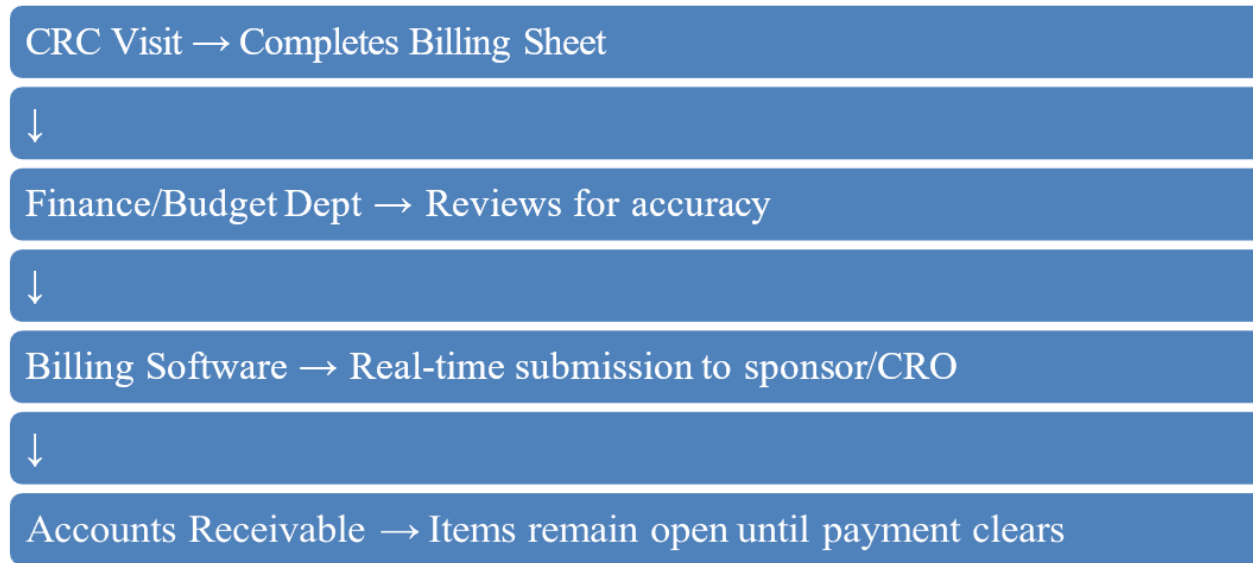 CRC Visit → Completes Billing Sheet
↓
Finance/Budget Dept → Reviews for accuracy
↓
Billing Software → Real-time submission to sponsor/CRO
↓
Accounts Receivable → Items remain open until payment clears